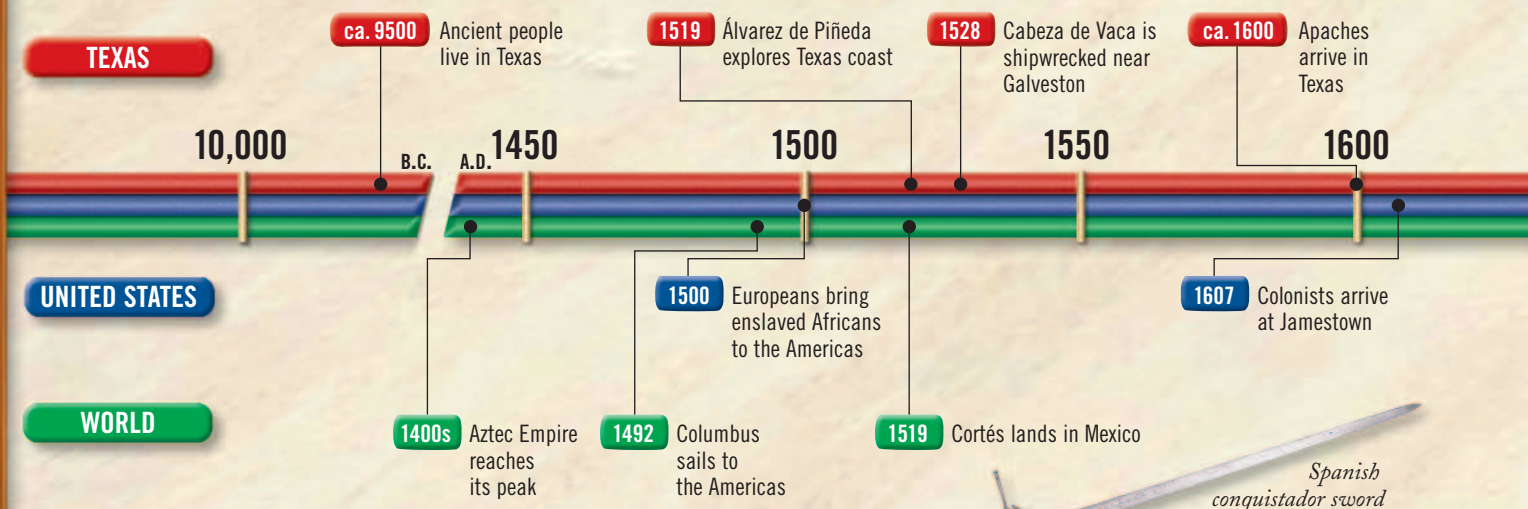 TEXAS
ca. 9500
Ancient people
live in Texas
1519
Álvarez de Piñeda
explores Texas coast
1528
Cabeza de Vaca is
shipwrecked near
Galveston
ca. 1600
Apaches
arrive in
Texas
10,000
B.C.
A.D.
1450
1500
1550
1600
UNITED STATES
1500
Europeans bring
enslaved Africans
to the Americas
1607
Colonists arrive
at Jamestown
WORLD
1400s
Aztec Empire
reaches
its peak
1492
Columbus
sails to
the Americas
1519
Cortés lands in Mexico
Spanish
conquistador sword